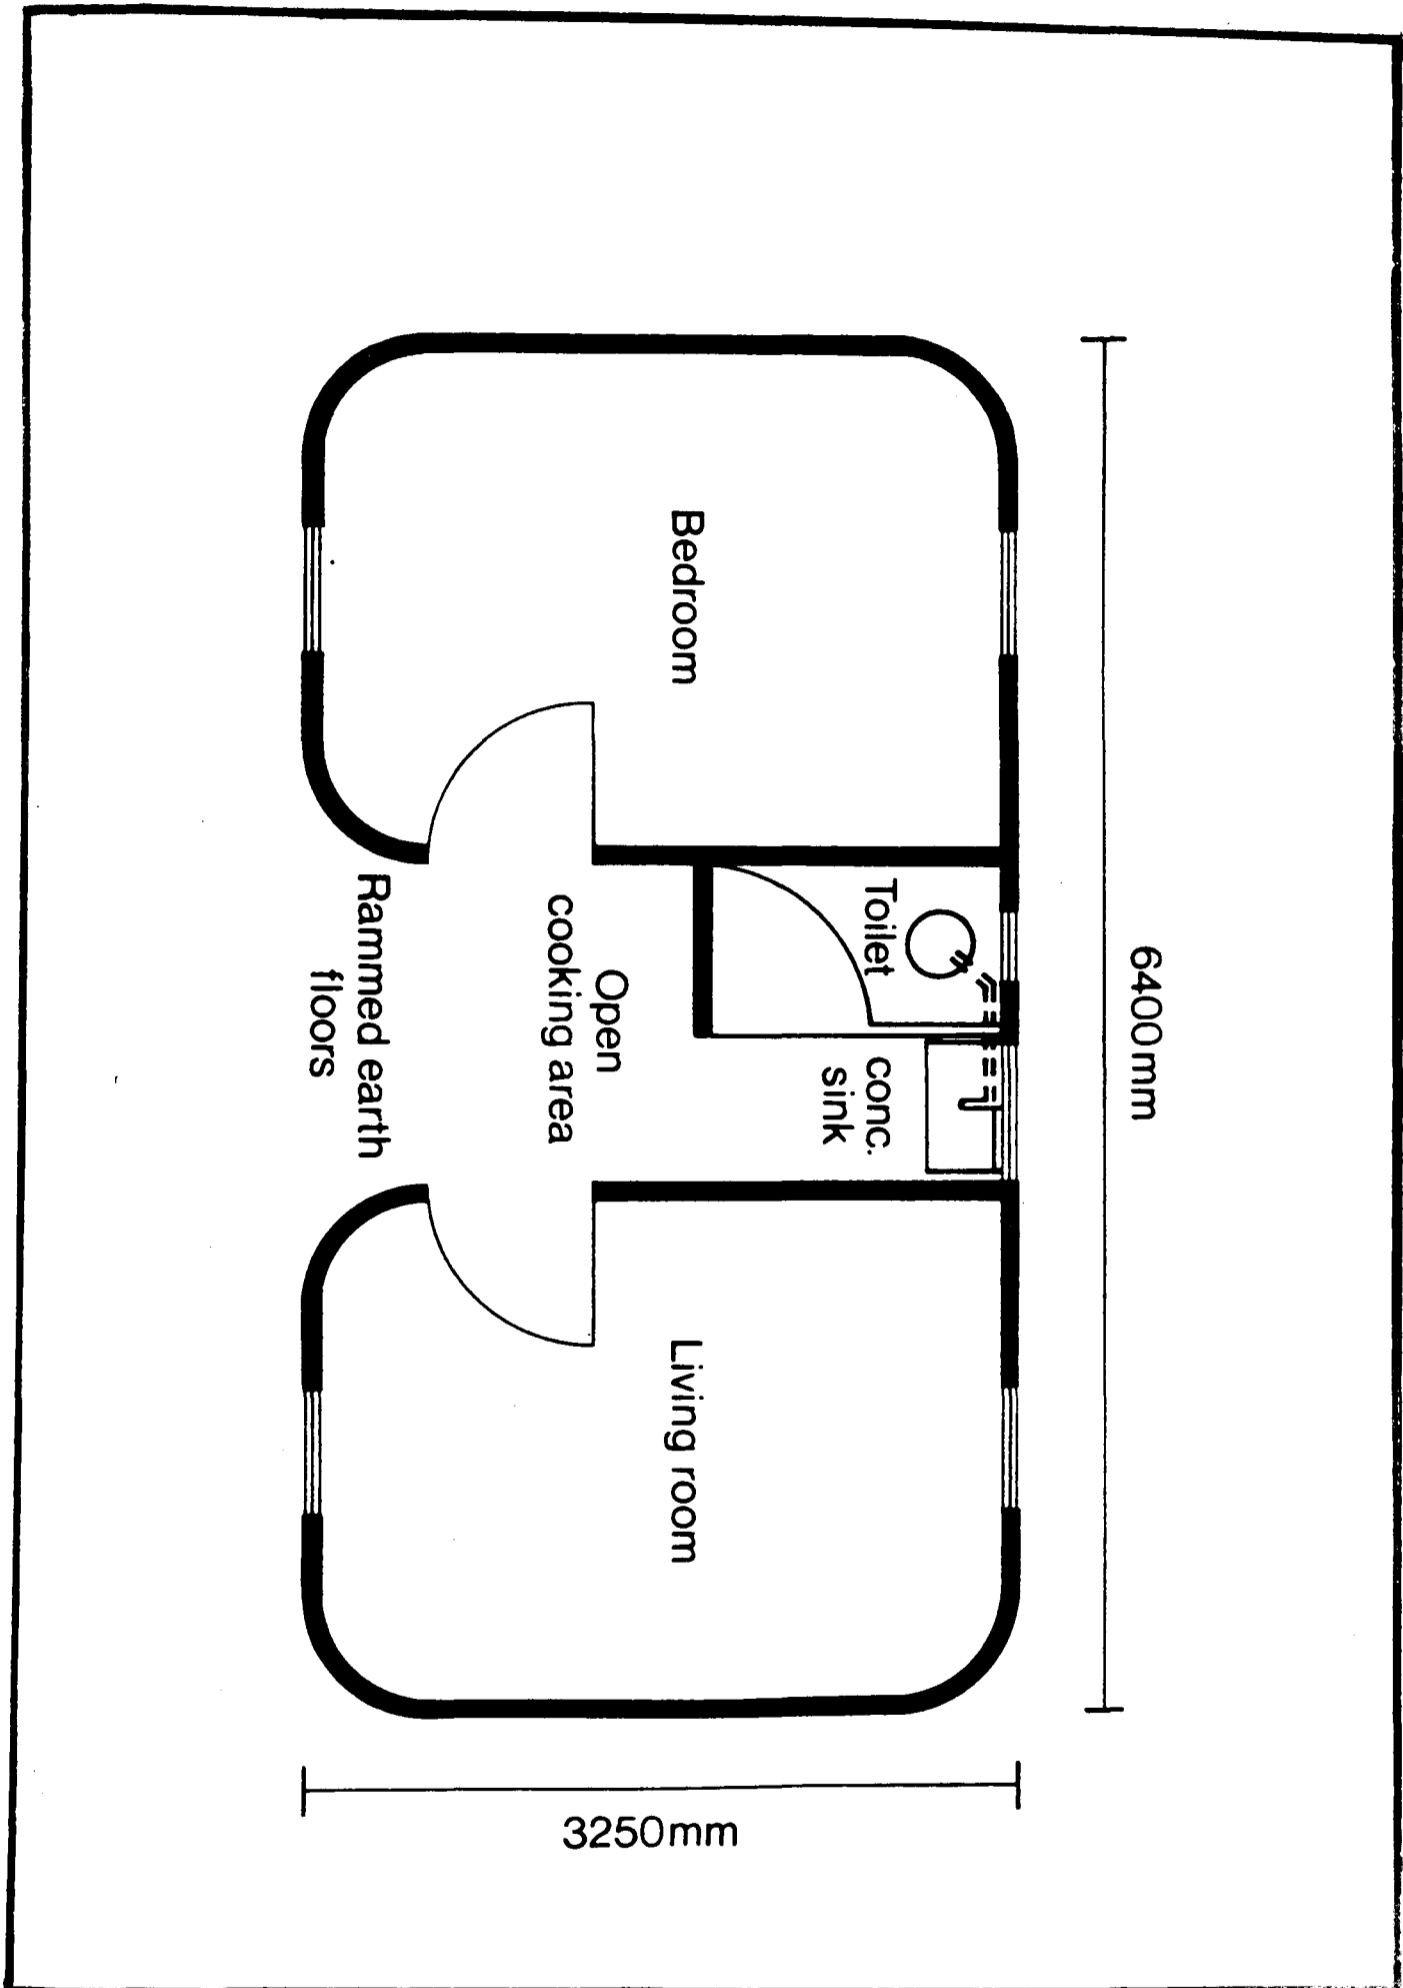 6400mm
Toilet
conc.
sink
Bedroom
Living room
Open
cooking area
Rammed earth
floors
3250mm